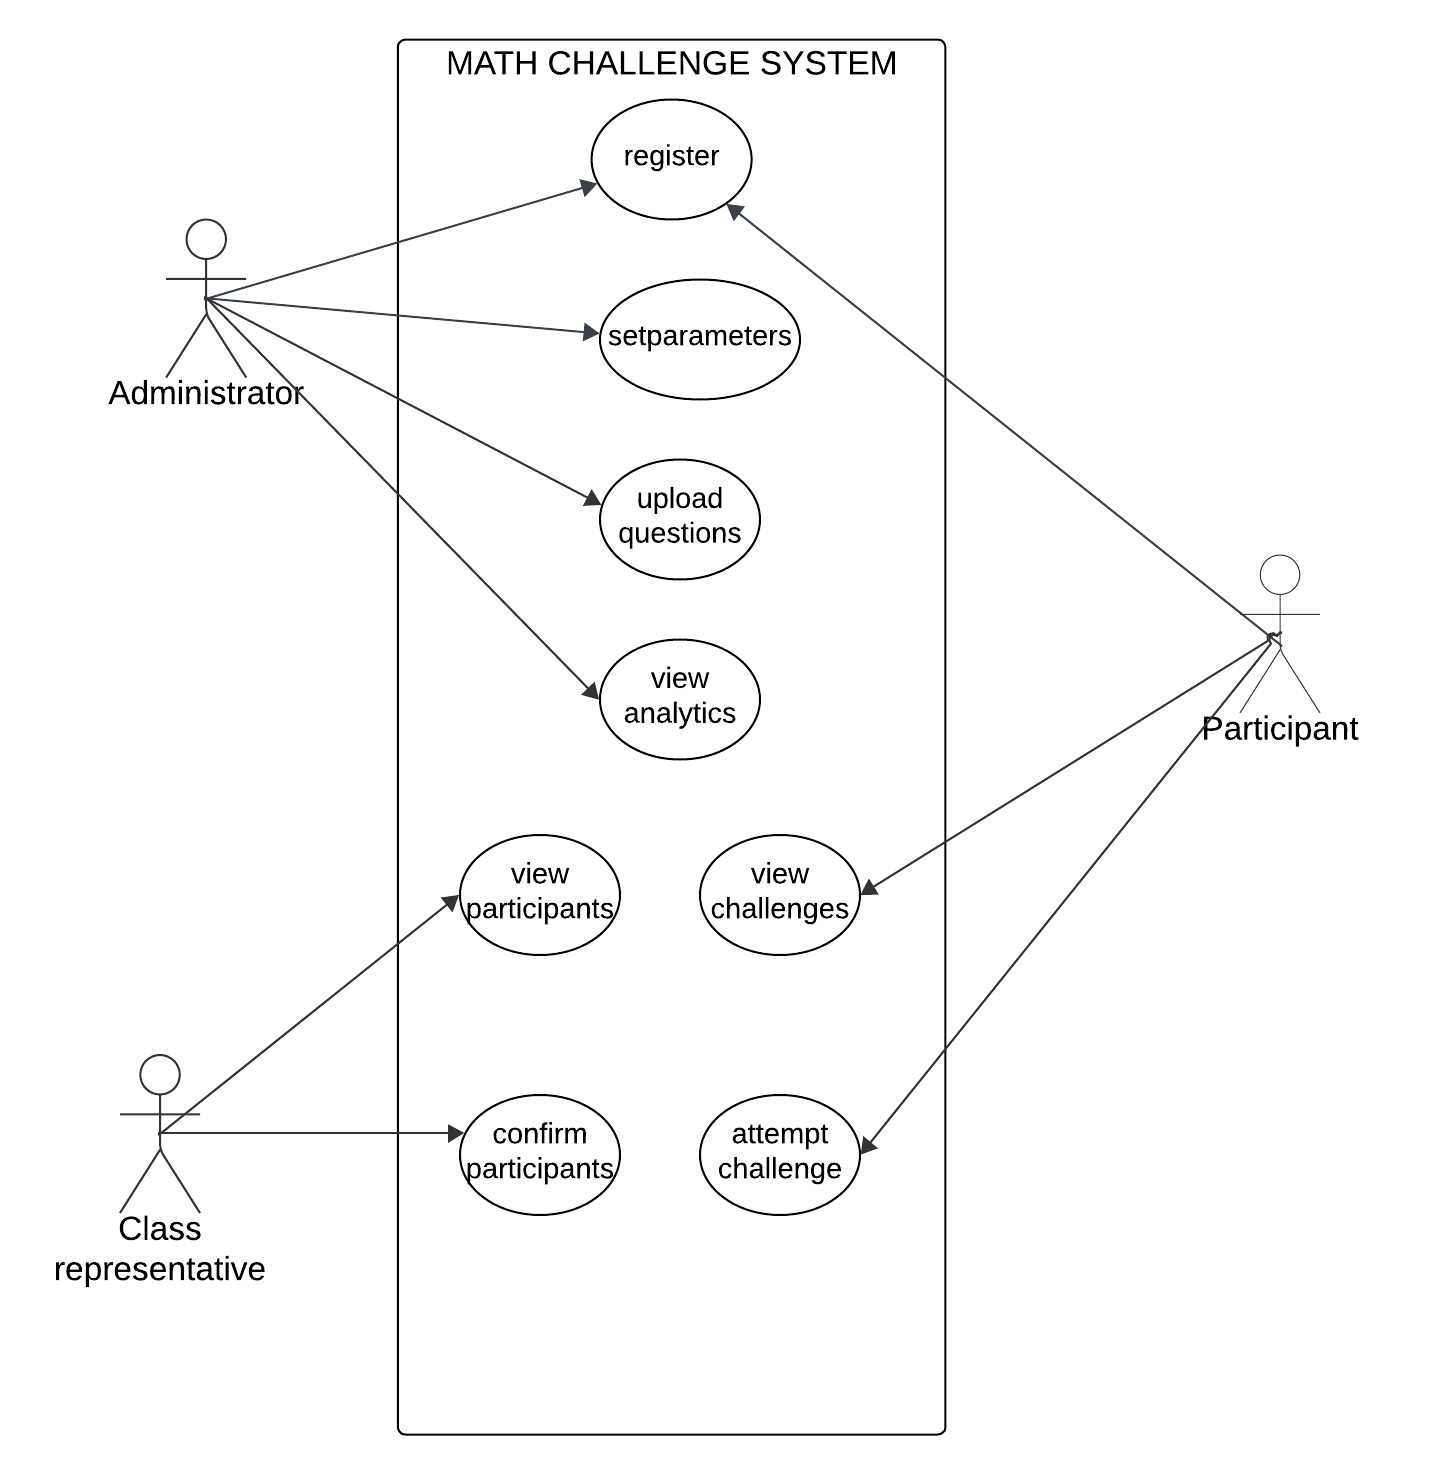 MATH CHALLENGE SYSTEM
register
setparameters
Administrator
upload
questions
view
analytics
Participant
view
participants
view
challenges
confirm
participants
attempt
challenge
Class
representative